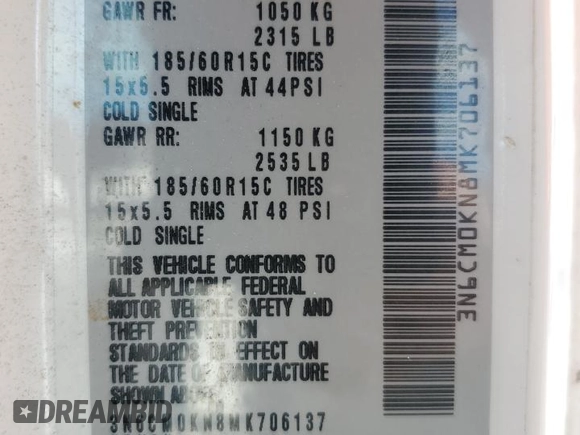 GAWR FR: 1050 KG
2315 LB
WITH 185/60R15C TIRES
15x5.5 RIMS AT 44PSI
COLD SINGLE
GAWR RR: 1150 KG
2535 LB
WITH 185/60R15C TIRES
15x5.5 RIMS AT 48 PSI
COLD SINGLE
THIS VEHICLE CONFORMS TO
ALL APPLICABLE FEDERAL
MOTOR VEHICLE SAFETY AND
THEFT PREVENTION
STANDARDS IN EFFECT ON
THE DATE OF MANUFACTURE
SHOWN ABOVE
3N6CM0KN8MK706137
3N6CM0KN8MK706137
DREAMBID